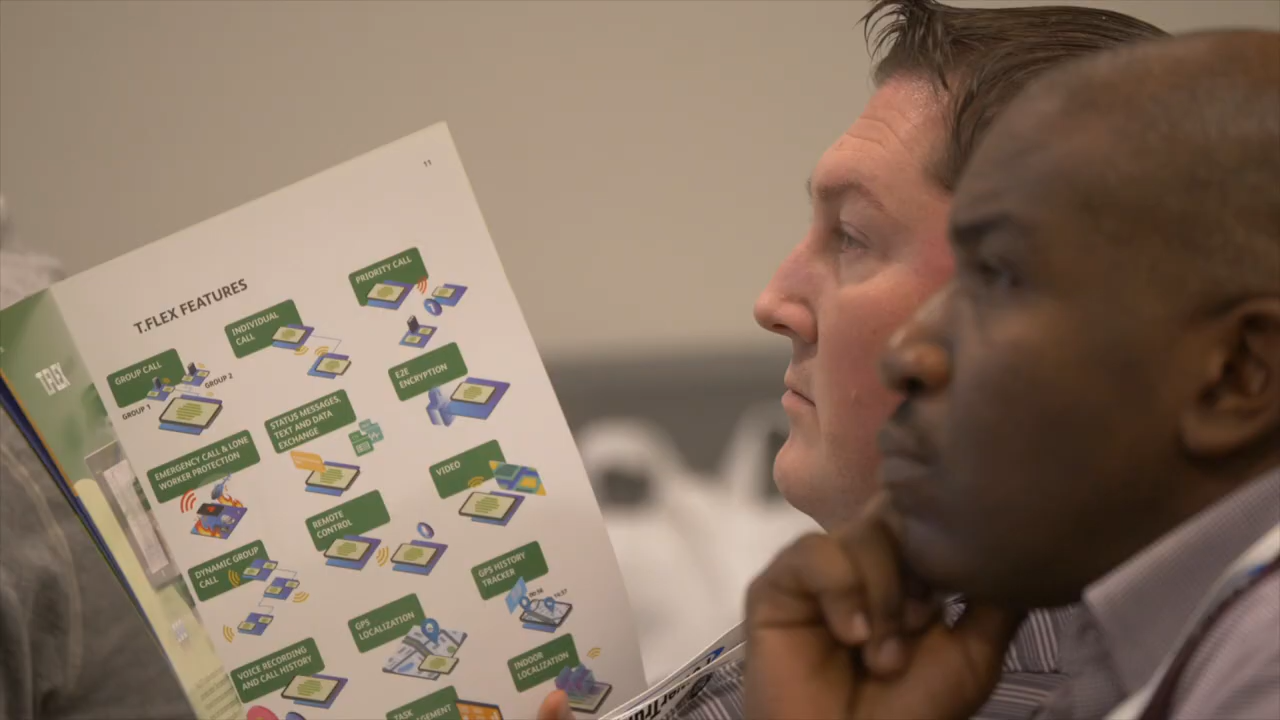 11
T.FLEX FEATURES
PRIORITY CALL
INDIVIDUAL
CALL
GROUP CALL
GROUP 2
GROUP 1
T.FLEX
E2E
ENCRYPTION
STATUS MESSAGES,
TEXT AND DATA
EXCHANGE
EMERGENCY CALL & LONE
WORKER PROTECTION
VIDEO
REMOTE
CONTROL
DYNAMIC GROUP
CALL
GPS HISTORY
TRACKER
GPS
LOCALIZATION
VOICE RECORDING
AND CALL HISTORY
INDOOR
LOCALIZATION
TASK